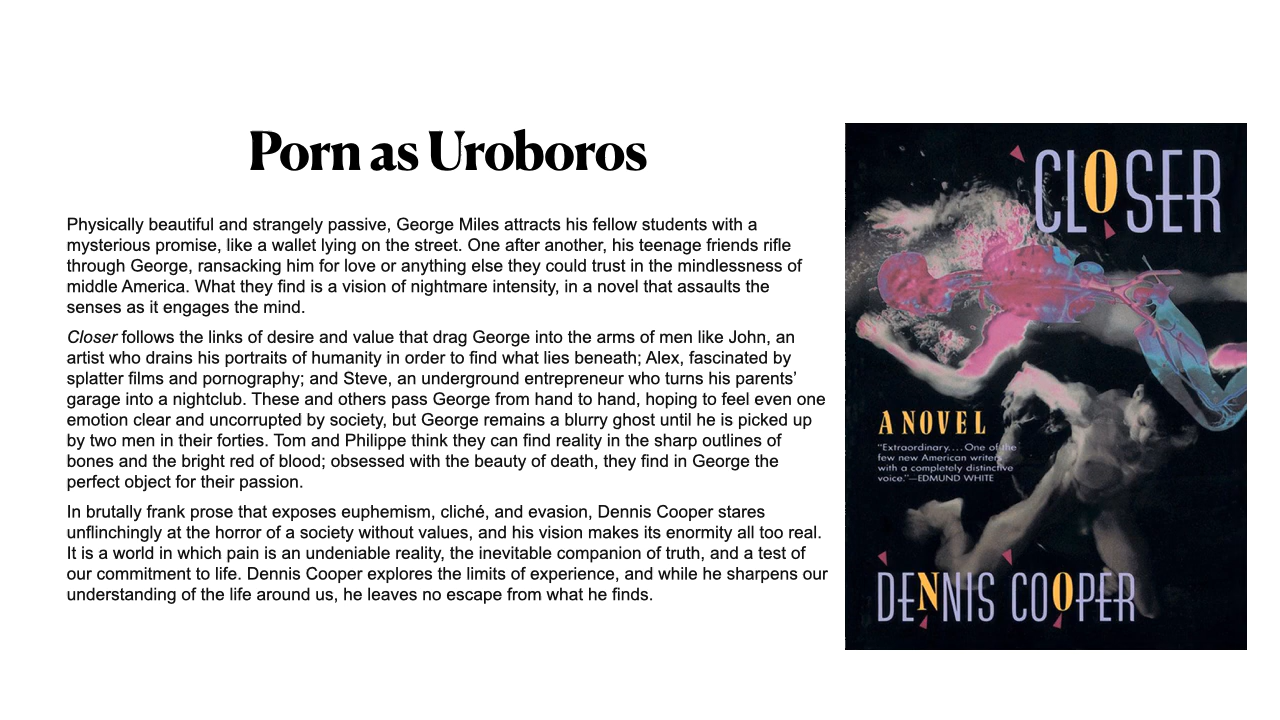 Porn as Uroboros
Physically beautiful and strangely passive, George Miles attracts his fellow students with a
mysterious promise, like a wallet lying on the street. One after another, his teenage friends rifle
through George, ransacking him for love or anything else they could trust in the mindlessness of
middle America. What they find is a vision of nightmare intensity, in a novel that assaults the
senses as it engages the mind.
Closer follows the links of desire and value that drag George into the arms of men like John, an
artist who drains his portraits of humanity in order to find what lies beneath; Alex, fascinated by
splatter films and pornography; and Steve, an underground entrepreneur who turns his parents’
garage into a nightclub. These and others pass George from hand to hand, hoping to feel even one
emotion clear and uncorrupted by society, but George remains a blurry ghost until he is picked up
by two men in their forties. Tom and Philippe think they can find reality in the sharp outlines of
bones and the bright red of blood; obsessed with the beauty of death, they find in George the
perfect object for their passion.
In brutally frank prose that exposes euphemism, cliché, and evasion, Dennis Cooper stares
unflinchingly at the horror of a society without values, and his vision makes its enormity all too real.
It is a world in which pain is an undeniable reality, the inevitable companion of truth, and a test of
our commitment to life. Dennis Cooper explores the limits of experience, and while he sharpens our
understanding of the life around us, he leaves no escape from what he finds.
CLOSER
A NOVEL
“Extraordinary....One of the
few new American writers
with a completely distinctive
voice.”—EDMUND WHITE
DENNIS COOPER